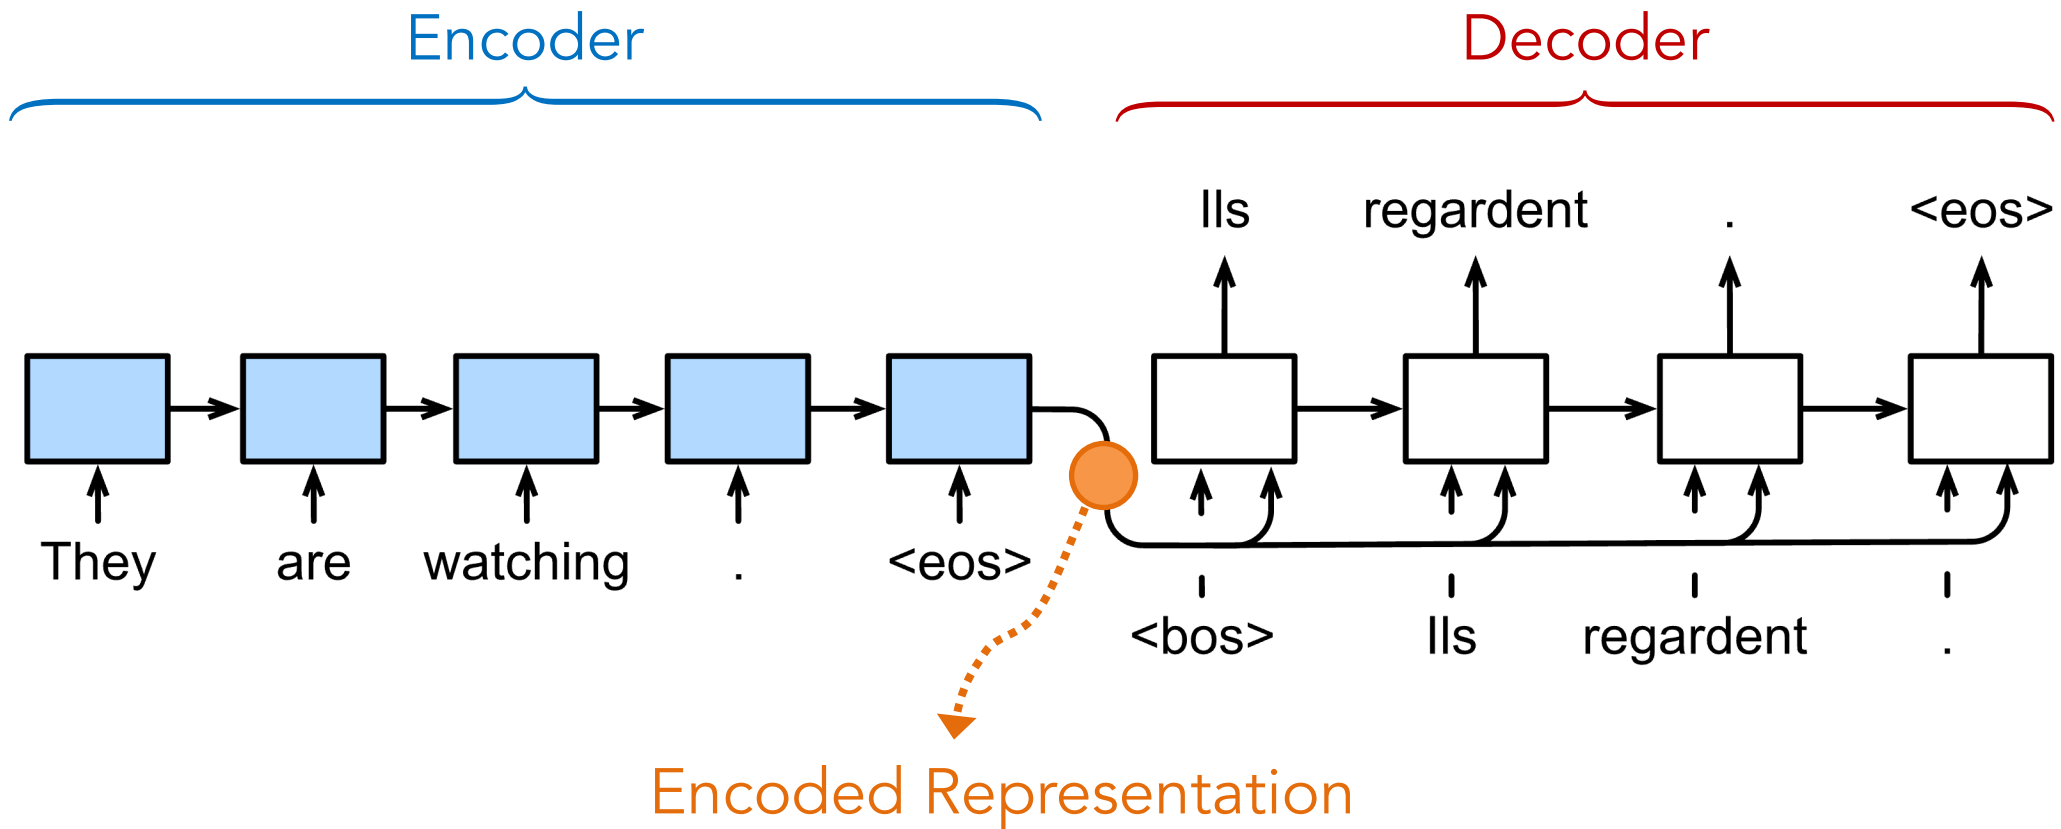 Encoder
Decoder
Ils regardent . <eos>
They are watching . <eos>
<bos> Ils regardent .
Encoded Representation